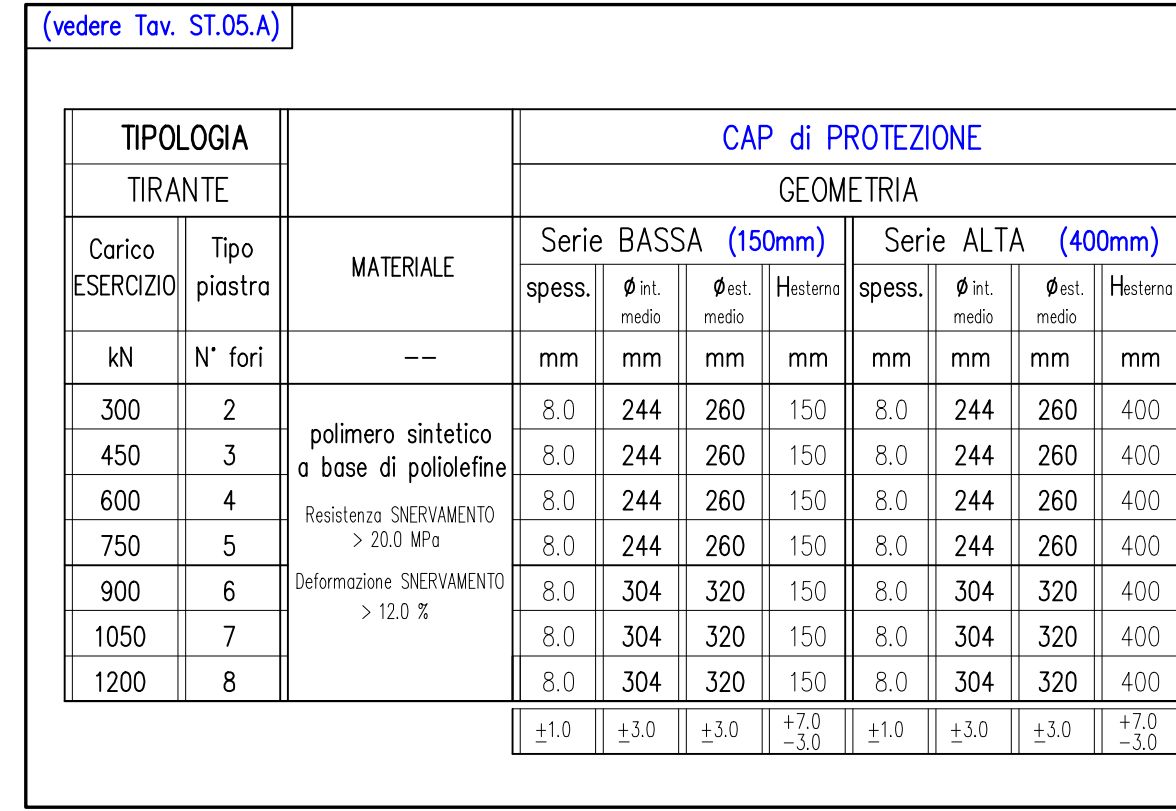 (vedere Tav. ST.05.A)
TIPOLOGIA
CAP di PROTEZIONE
TIRANTE
GEOMETRIA
Carico
ESERCIZIO
Tipo
piastra
MATERIALE
Serie BASSA (150mm)
Serie ALTA (400mm)
spess.
Ø int.
medio
Ø est.
medio
Hesterna
spess.
Ø int.
medio
Ø est.
medio
Hesterna
kN N° fori -- mm mm mm mm mm mm mm mm
polimero sintetico
a base di poliolefine
Resistenza SNERVAMENTO
> 20.0 MPa
Deformazione SNERVAMENTO
> 12.0 %
300 2 8.0 244 260 150 8.0 244 260 400
450 3 8.0 244 260 150 8.0 244 260 400
600 4 8.0 244 260 150 8.0 244 260 400
750 5 8.0 244 260 150 8.0 244 260 400
900 6 8.0 304 320 150 8.0 304 320 400
1050 7 8.0 304 320 150 8.0 304 320 400
1200 8 8.0 304 320 150 8.0 304 320 400
±1.0 ±3.0 ±3.0 +7.0 -3.0 ±1.0 ±3.0 ±3.0 +7.0 -3.0